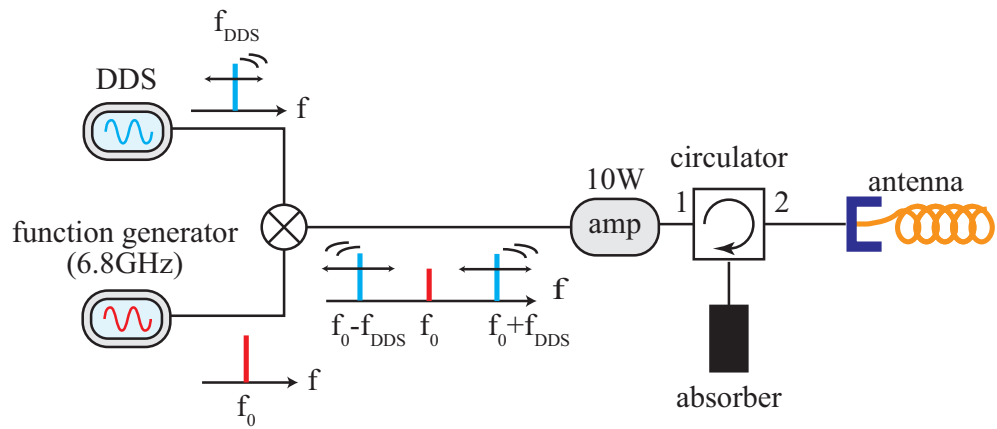 f_DDS
DDS
f
function generator
(6.8GHz)
f_0-f_DDS f_0 f_0+f_DDS
f
f
f_0
10W
amp
circulator
1 2
absorber
antenna